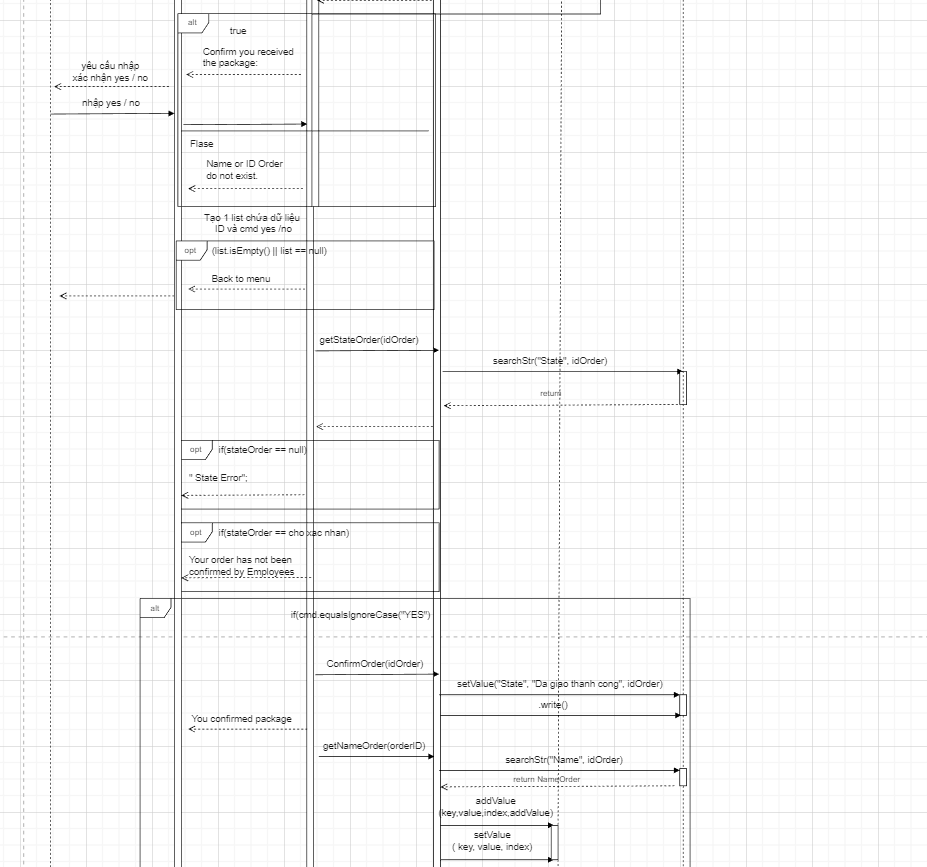 alt
true
Confirm you received
the package:
yêu cầu nhập
xác nhận yes / no
nhập yes / no
Flase
Name or ID Order
do not exist.
Tạo 1 list chứa dữ liệu
ID và cmd yes /no
opt
(list.isEmpty() || list == null)
Back to menu
getStateOrder(idOrder)
searchStr("State", idOrder)
return
opt
if(stateOrder == null)
" State Error";
opt
if(stateOrder == cho xac nhan)
Your order has not been
confirmed by Employees
alt
if(cmd.equalsIgnoreCase("YES")
ConfirmOrder(idOrder)
setValue("State", "Da giao thanh cong", idOrder)
.write()
You confirmed package
getNameOrder(orderID)
searchStr("Name", idOrder)
return NameOrder
addValue
(key,value,index,addValue)
setValue
( key, value, index)